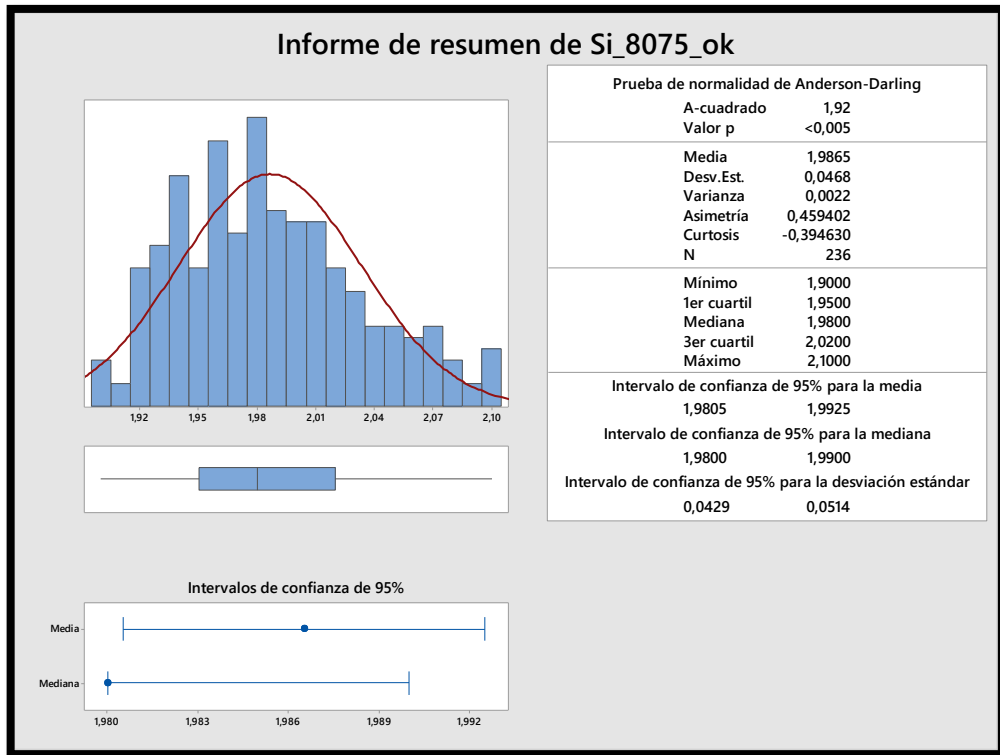 Informe de resumen de Si_8075_ok
1,92 1,95 1,98 2,01 2,04 2,07 2,10
Prueba de normalidad de Anderson-Darling
A-cuadrado 1,92
Valor p <0,005
Media 1,9865
Desv.Est. 0,0468
Varianza 0,0022
Asimetría 0,459402
Curtosis -0,394630
N 236
Mínimo 1,9000
1er cuartil 1,9500
Mediana 1,9800
3er cuartil 2,0200
Máximo 2,1000
Intervalo de confianza de 95% para la media
1,9805 1,9925
Intervalo de confianza de 95% para la mediana
1,9800 1,9900
Intervalo de confianza de 95% para la desviación estándar
0,0429 0,0514
Intervalos de confianza de 95%
Media
Mediana
1,980 1,983 1,986 1,989 1,992